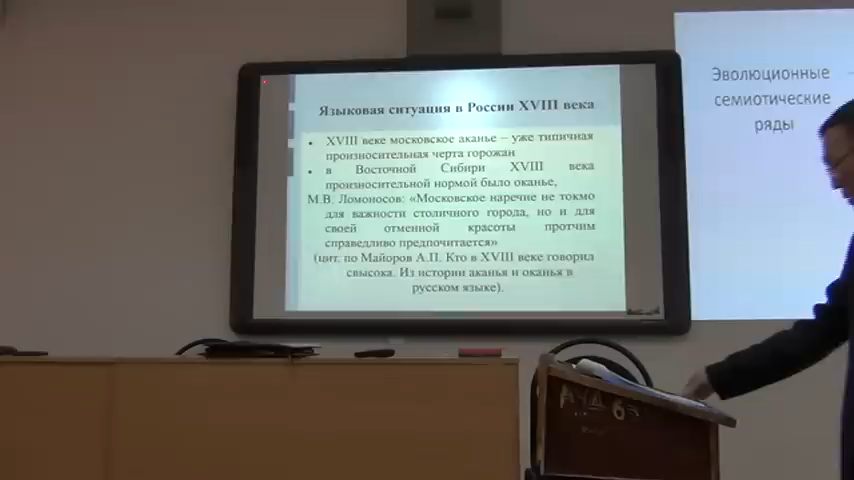 Языковая ситуация в России XVIII века
• XVIII веке московское аканье – уже типичная
произносительная черта горожан
• в Восточной Сибири XVIII века
произносительной нормой было оканье,
М.В. Ломоносов: «Московское наречие не токмо
для важности столичного города, но и для
своей отменной красоты протчим
справедливо предпочитается»
(цит. по Майоров А.П. Кто в XVIII веке говорил
свысока. Из истории аканья и оканья в
русском языке).
Эволюционные
семиотические
ряды
АУД 6